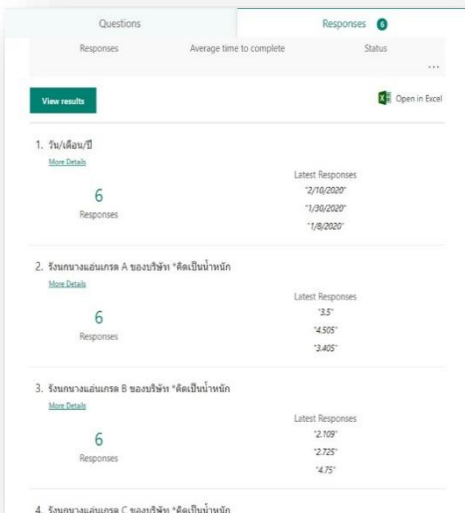 Questions
Responses 6
Responses
Average time to complete
Status
...
View results
Open in Excel
1. วัน/เดือน/ปี
More Details
6
Responses
Latest Responses
"2/10/2020"
"1/30/2020"
"1/8/2020"
2. รังนกนางแอ่นเกรด A ของบริษัท *คิดเป็นน้ำหนัก
More Details
6
Responses
Latest Responses
"3.5"
"4.505"
"3.405"
3. รังนกนางแอ่นเกรด B ของบริษัท *คิดเป็นน้ำหนัก
More Details
6
Responses
Latest Responses
"2.109"
"2.725"
"4.75"
4. รังนกนางแอ่นเกรด C ของบริษัท *คิดเป็นน้ำหนัก